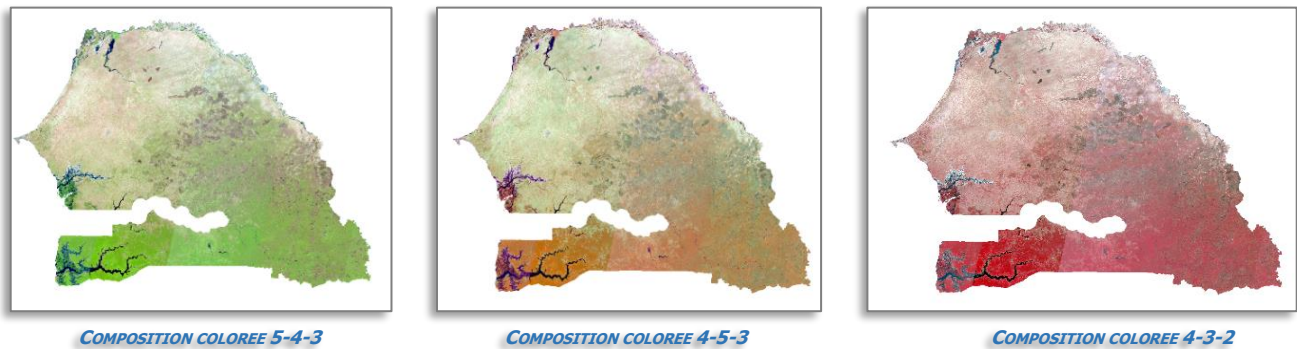 COMPOSITION COLOREE 5-4-3
COMPOSITION COLOREE 4-5-3
COMPOSITION COLOREE 4-3-2